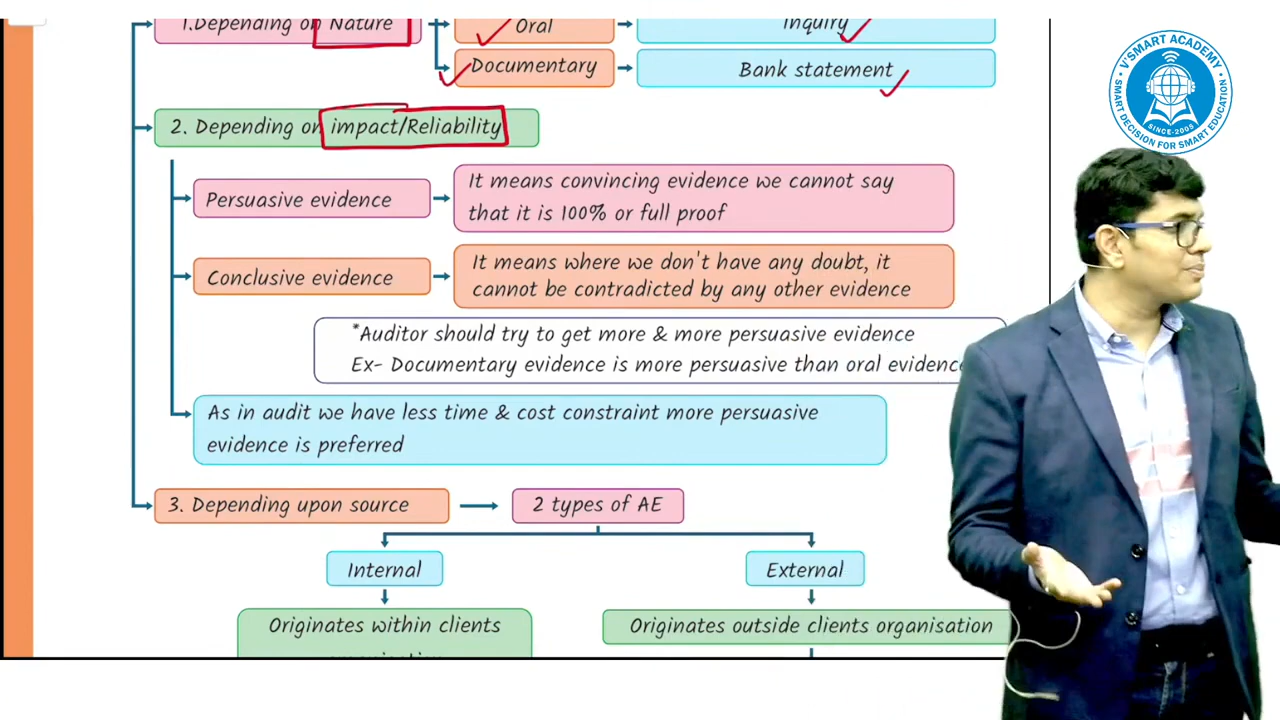 1.Depending on Nature
Oral
Inquiry
Documentary
Bank statement
2. Depending on impact/Reliability
Persuasive evidence
It means convincing evidence we cannot say
that it is 100% or full proof
Conclusive evidence
It means where we don't have any doubt, it
cannot be contradicted by any other evidence
*Auditor should try to get more & more persuasive evidence
Ex- Documentary evidence is more persuasive than oral evidence
As in audit we have less time & cost constraint more persuasive
evidence is preferred
3. Depending upon source
2 types of AE
Internal
External
Originates within clients
Originates outside clients organisation
V'SMART ACADEMY
SMART DECISION FOR SMART EDUCATION
SINCE-2005